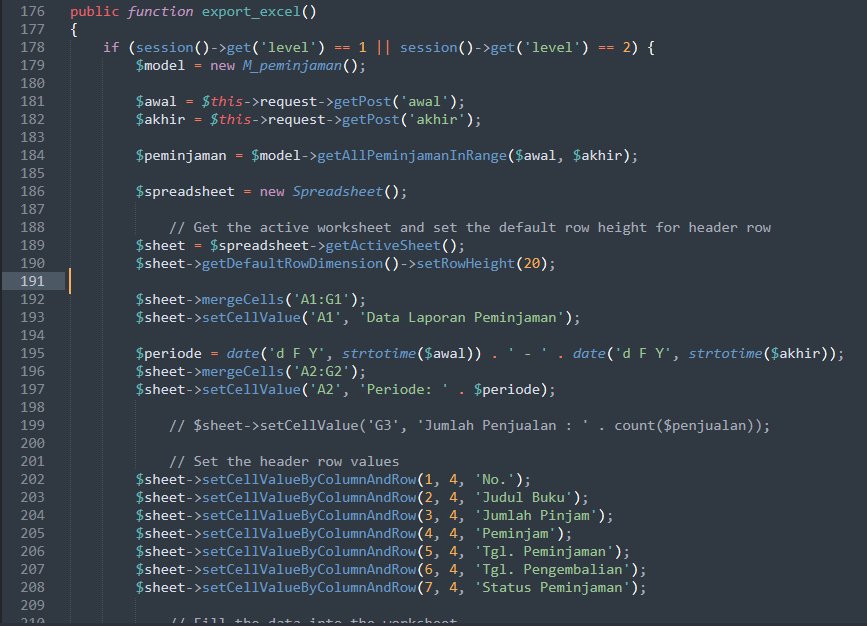 176 public function export_excel()
177 {
178 if (session()->get('level') == 1 || session()->get('level') == 2) {
179 $model = new M_peminjaman();
180
181 $awal = $this->request->getPost('awal');
182 $akhir = $this->request->getPost('akhir');
183
184 $peminjaman = $model->getAllPeminjamanInRange($awal, $akhir);
185
186 $spreadsheet = new Spreadsheet();
187
188 // Get the active worksheet and set the default row height for header row
189 $sheet = $spreadsheet->getActiveSheet();
190 $sheet->getDefaultRowDimension()->setRowHeight(20);
191
192 $sheet->mergeCells('A1:G1');
193 $sheet->setCellValue('A1', 'Data Laporan Peminjaman');
194
195 $periode = date('d F Y', strtotime($awal)) . ' - ' . date('d F Y', strtotime($akhir));
196 $sheet->mergeCells('A2:G2');
197 $sheet->setCellValue('A2', 'Periode: ' . $periode);
198
199 // $sheet->setCellValue('G3', 'Jumlah Penjualan : ' . count($penjualan));
200
201 // Set the header row values
202 $sheet->setCellValueByColumnAndRow(1, 4, 'No.');
203 $sheet->setCellValueByColumnAndRow(2, 4, 'Judul Buku');
204 $sheet->setCellValueByColumnAndRow(3, 4, 'Jumlah Pinjam');
205 $sheet->setCellValueByColumnAndRow(4, 4, 'Peminjam');
206 $sheet->setCellValueByColumnAndRow(5, 4, 'Tgl. Peminjaman');
207 $sheet->setCellValueByColumnAndRow(6, 4, 'Tgl. Pengembalian');
208 $sheet->setCellValueByColumnAndRow(7, 4, 'Status Peminjaman');
209
210 // Fill the data into the worksheet